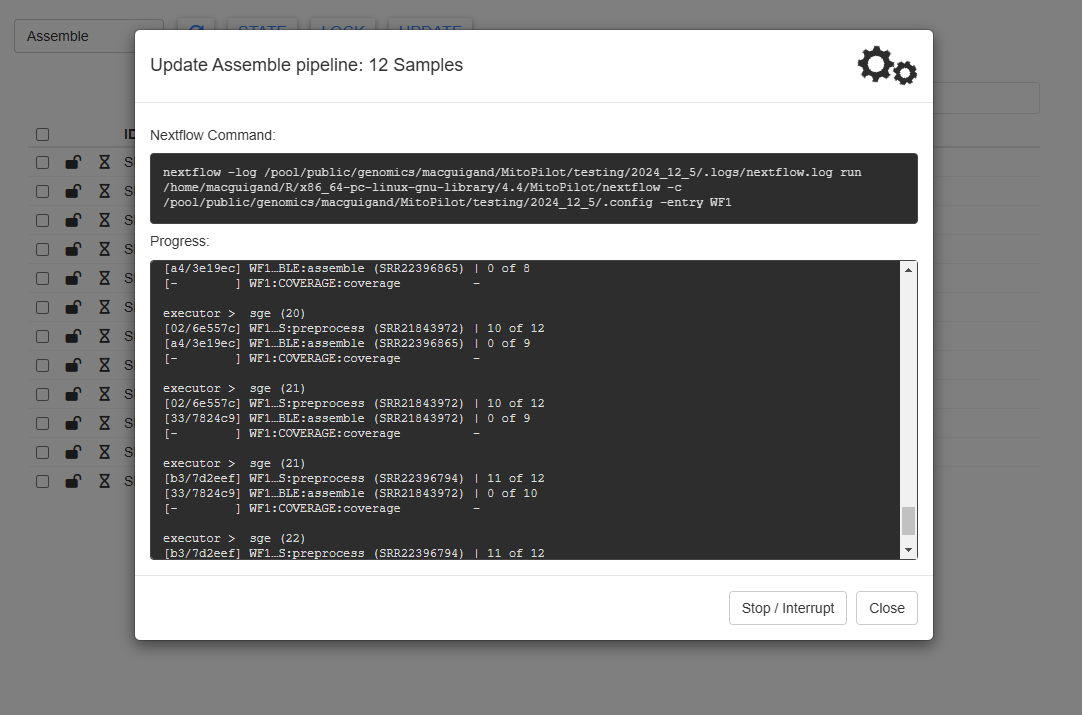 Assemble
STATE
LOCK
UPDATE
Update Assemble pipeline: 12 Samples
ID
Nextflow Command:
nextflow -log /pool/public/genomics/macguigand/MitoPilot/testing/2024_12_5/.logs/nextflow.log run
/home/macguigand/R/x86_64-pc-linux-gnu-library/4.4/MitoPilot/nextflow -c
/pool/public/genomics/macguigand/MitoPilot/testing/2024_12_5/.config -entry WF1
Progress:
[a4/3e19ec] WF1…BLE:assemble (SRR22396865) | 0 of 8
[-        ] WF1:COVERAGE:coverage          -
executor >  sge (20)
[02/6e557c] WF1…S:preprocess (SRR21843972) | 10 of 12
[a4/3e19ec] WF1…BLE:assemble (SRR22396865) | 0 of 9
[-        ] WF1:COVERAGE:coverage          -
executor >  sge (21)
[02/6e557c] WF1…S:preprocess (SRR21843972) | 10 of 12
[33/7824c9] WF1…BLE:assemble (SRR21843972) | 0 of 9
[-        ] WF1:COVERAGE:coverage          -
executor >  sge (21)
[b3/7d2eef] WF1…S:preprocess (SRR22396794) | 11 of 12
[33/7824c9] WF1…BLE:assemble (SRR21843972) | 0 of 10
[-        ] WF1:COVERAGE:coverage          -
executor >  sge (22)
[b3/7d2eef] WF1…S:preprocess (SRR22396794) | 11 of 12
Stop / Interrupt
Close